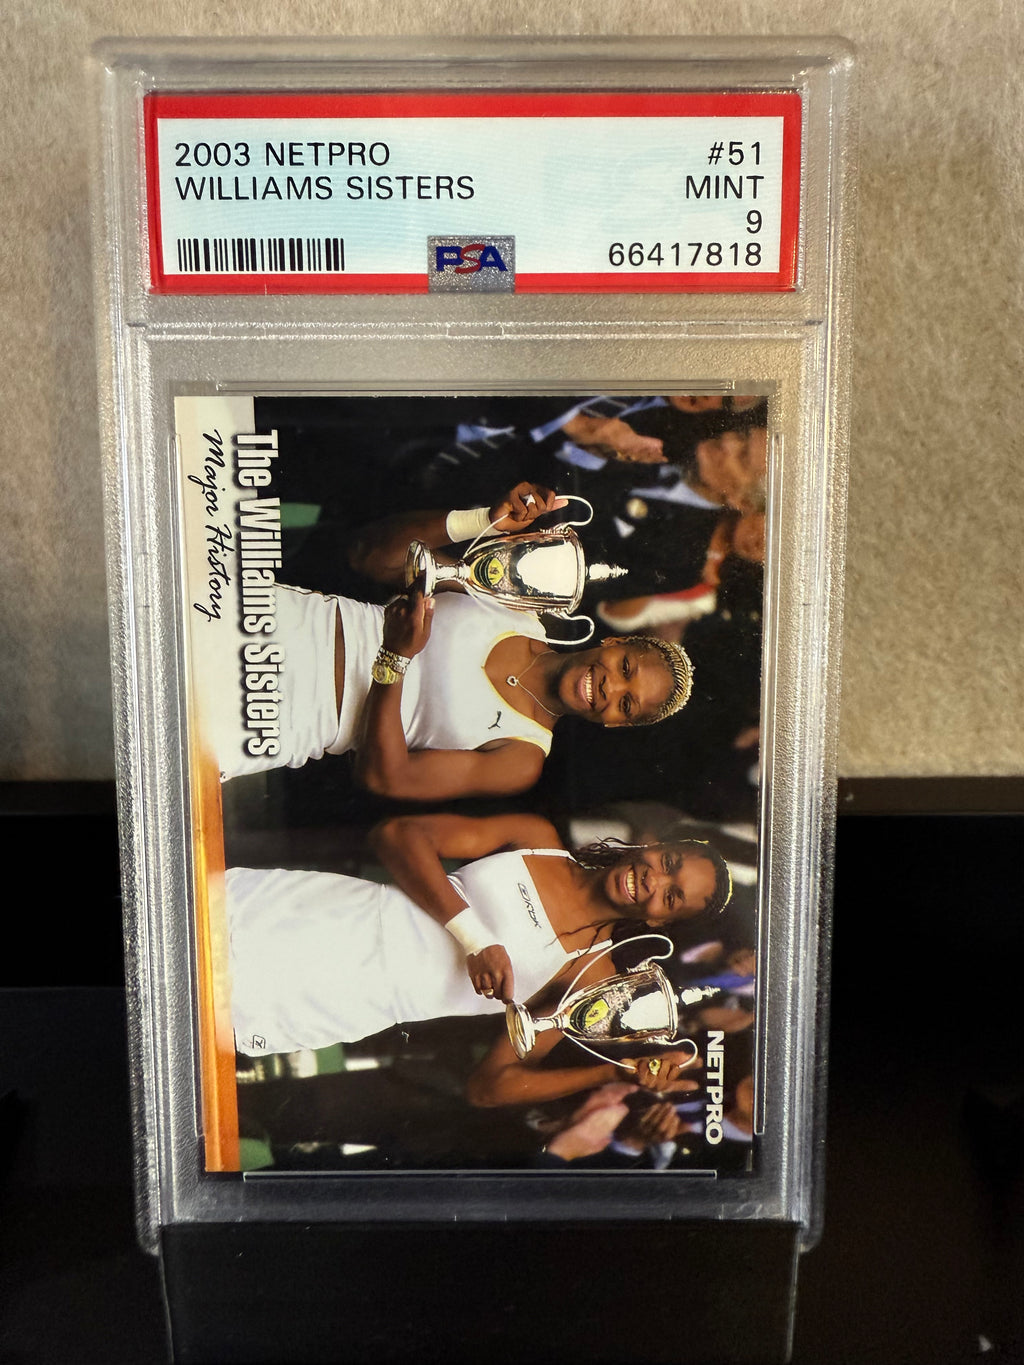 2003 NETPRO #51
WILLIAMS SISTERS MINT
9
PSA 66417818
The Williams Sisters
Major History
NETPRO